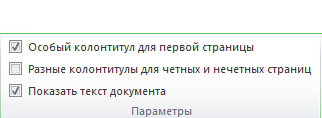 Особый колонтитул для первой страницы
Разные колонтитулы для четных и нечетных страниц
Показать текст документа
Параметры